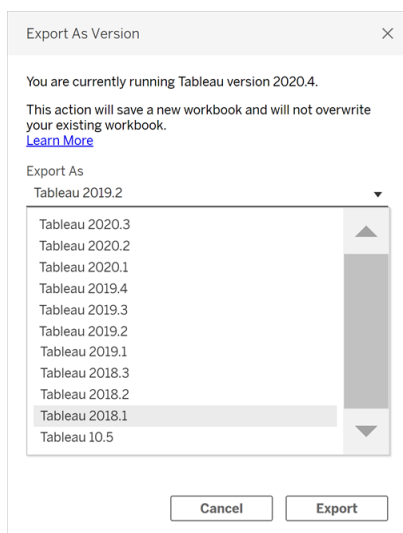 Export As Version
You are currently running Tableau version 2020.4.
This action will save a new workbook and will not overwrite
your existing workbook.
Learn More
Export As
Tableau 2019.2
Tableau 2020.3
Tableau 2020.2
Tableau 2020.1
Tableau 2019.4
Tableau 2019.3
Tableau 2019.2
Tableau 2019.1
Tableau 2018.3
Tableau 2018.2
Tableau 2018.1
Tableau 10.5
Cancel Export